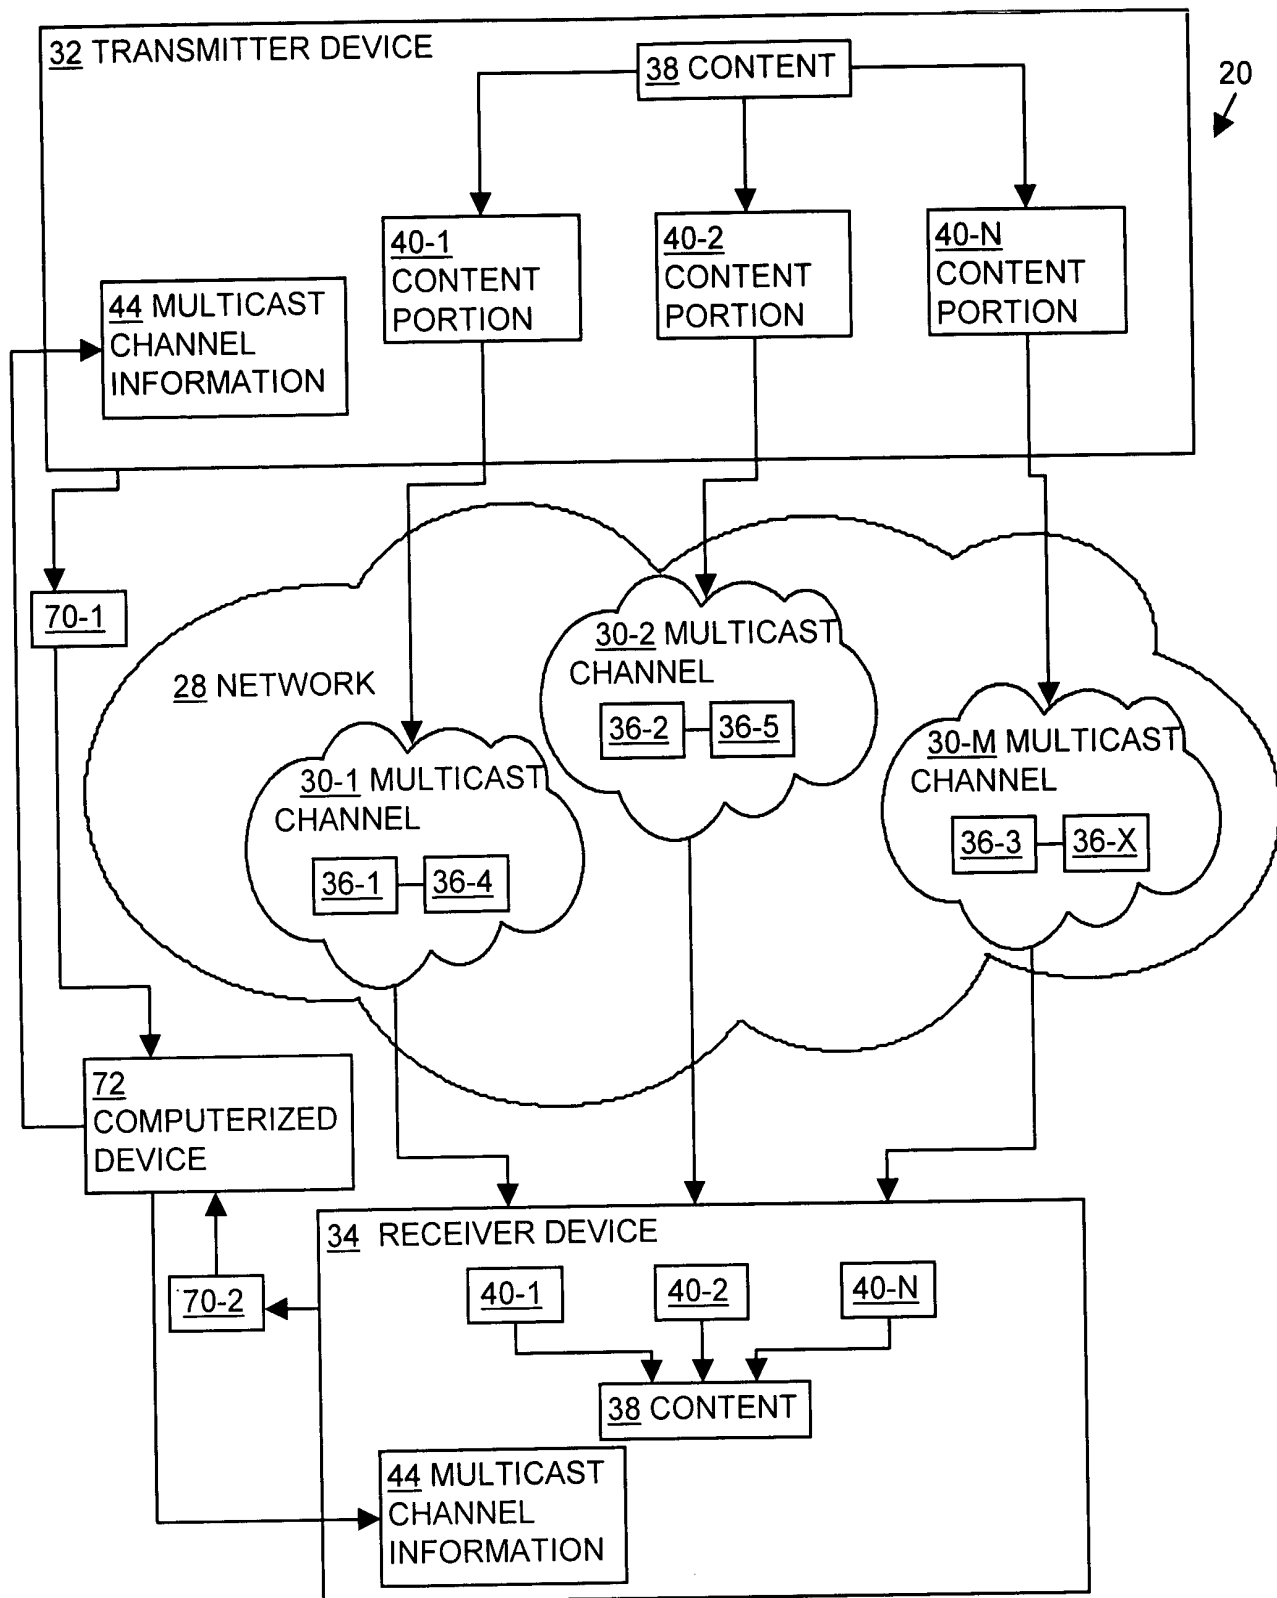 32 TRANSMITTER DEVICE
38 CONTENT
20
40-1
CONTENT
PORTION
40-2
CONTENT
PORTION
40-N
CONTENT
PORTION
44 MULTICAST
CHANNEL
INFORMATION
70-1
28 NETWORK
30-2 MULTICAST
CHANNEL
36-2
36-5
30-1 MULTICAST
CHANNEL
36-1
36-4
30-M MULTICAST
CHANNEL
36-3
36-X
72
COMPUTERIZED
DEVICE
70-2
34 RECEIVER DEVICE
40-1
40-2
40-N
38 CONTENT
44 MULTICAST
CHANNEL
INFORMATION